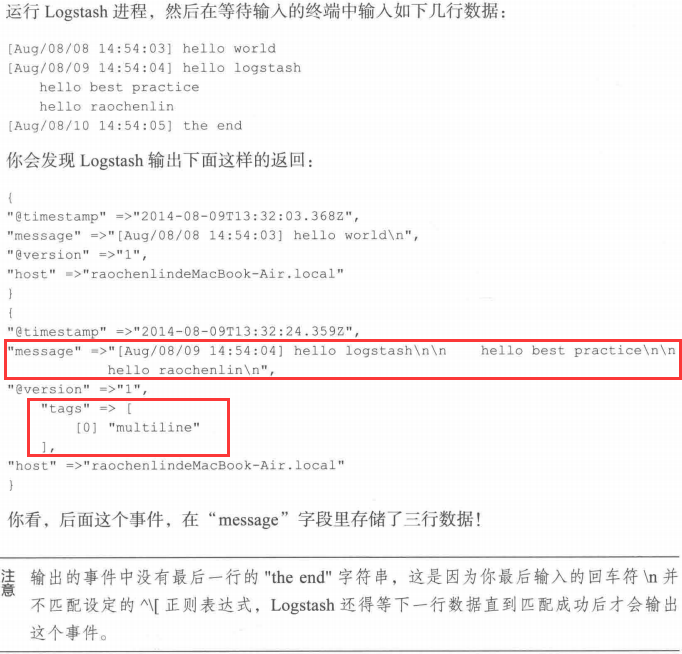 运行 Logstash 进程，然后在等待输入的终端中输入如下几行数据：
[Aug/08/08 14:54:03] hello world
[Aug/08/09 14:54:04] hello logstash
    hello best practice
    hello raochenlin
[Aug/08/10 14:54:05] the end
你会发现 Logstash 输出下面这样的返回：
{
"@timestamp" =>"2014-08-09T13:32:03.368Z",
"message" =>"[Aug/08/08 14:54:03] hello world\n",
"@version" =>"1",
"host" =>"raochenlindeMacBook-Air.local"
}
{
"@timestamp" =>"2014-08-09T13:32:24.359Z",
"message" =>"[Aug/08/09 14:54:04] hello logstash\n\n    hello best practice\n\n
            hello raochenlin\n",
"@version" =>"1",
    "tags" => [
        [0] "multiline"
    ],
"host" =>"raochenlindeMacBook-Air.local"
}
你看，后面这个事件，在“message”字段里存储了三行数据！
注意 输出的事件中没有最后一行的 "the end" 字符串，这是因为你最后输入的回车符 \n 并
不匹配设定的 ^\[ 正则表达式，Logstash 还得等下一行数据直到匹配成功后才会输出
这个事件。